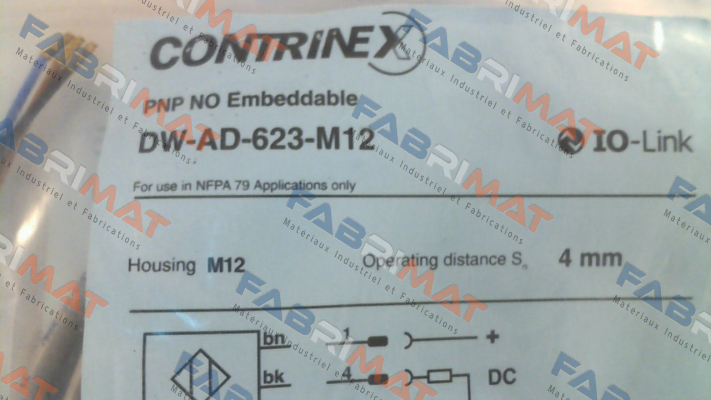 CONTRINEX
PNP NO Embeddable
DW-AD-623-M12
IO-Link
For use in NFPA 79 Applications only
Housing M12
Operating distance Sn 4 mm
bn 1 +
bk 4 DC
FABRIMAT
Materiaux Industriel et Fabrications